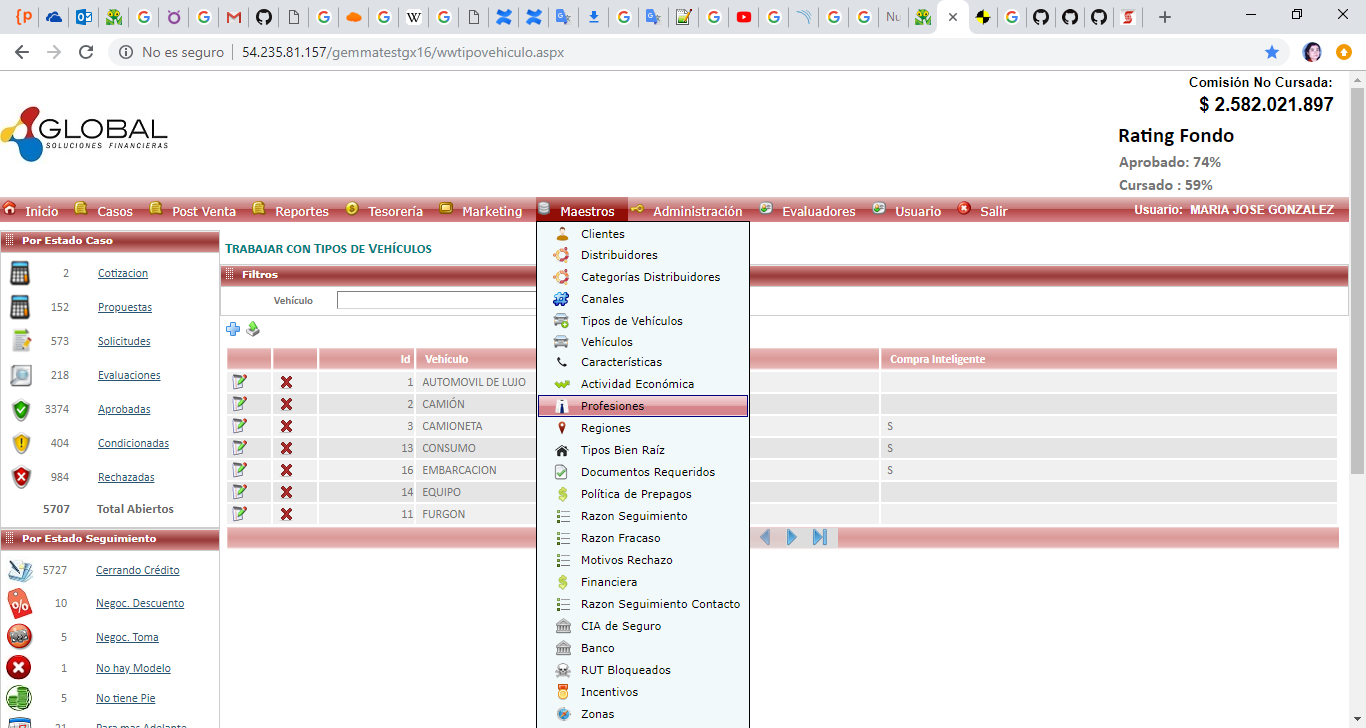 No es seguro
54.235.81.157/gemmatestgx16/wwtipovehiculo.aspx
GLOBAL
SOLUCIONES FINANCIERAS
Comisión No Cursada:
$ 2.582.021.897
Rating Fondo
Aprobado: 74%
Cursado : 59%
Inicio Casos Post Venta Reportes Tesorería Marketing Maestros Administración Evaluadores Usuario Salir
Usuario: MARIA JOSE GONZALEZ
Por Estado Caso
2 Cotizacion
152 Propuestas
573 Solicitudes
218 Evaluaciones
3374 Aprobadas
404 Condicionadas
984 Rechazadas
5707 Total Abiertos
Por Estado Seguimiento
5727 Cerrando Crédito
10 Negoc. Descuento
5 Negoc. Toma
1 No hay Modelo
5 No tiene Pie
21 Para mas Adelante
TRABAJAR CON TIPOS DE VEHÍCULOS
Filtros
Vehículo
Id Vehículo Compra Inteligente
1 AUTOMOVIL DE LUJO
2 CAMIÓN
3 CAMIONETA S
13 CONSUMO S
16 EMBARCACION S
14 EQUIPO
11 FURGON
Clientes
Distribuidores
Categorías Distribuidores
Canales
Tipos de Vehículos
Vehículos
Características
Actividad Económica
Profesiones
Regiones
Tipos Bien Raíz
Documentos Requeridos
Política de Prepagos
Razon Seguimiento
Razon Fracaso
Motivos Rechazo
Financiera
Razon Seguimiento Contacto
CIA de Seguro
Banco
RUT Bloqueados
Incentivos
Zonas